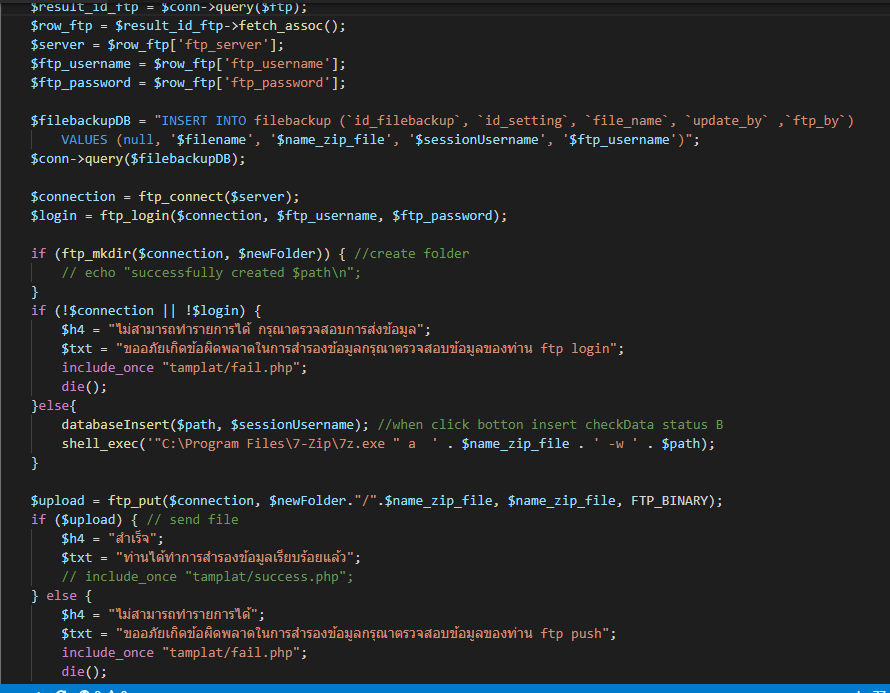 $result_id_ftp = $conn->query($ftp);
$row_ftp = $result_id_ftp->fetch_assoc();
$server = $row_ftp['ftp_server'];
$ftp_username = $row_ftp['ftp_username'];
$ftp_password = $row_ftp['ftp_password'];
$filebackupDB = "INSERT INTO filebackup (`id_filebackup`, `id_setting`, `file_name`, `update_by` ,`ftp_by`)
VALUES (null, '$filename', '$name_zip_file', '$sessionUsername', '$ftp_username')";
$conn->query($filebackupDB);
$connection = ftp_connect($server);
$login = ftp_login($connection, $ftp_username, $ftp_password);
if (ftp_mkdir($connection, $newFolder)) { //create folder
// echo "successfully created $path\n";
}
if (!$connection || !$login) {
$h4 = "ไม่สามารถทำรายการได้ กรุณาตรวจสอบการส่งข้อมูล";
$txt = "ขออภัยเกิดข้อผิดพลาดในการสำรองข้อมูลกรุณาตรวจสอบข้อมูลของท่าน ftp login";
include_once "tamplat/fail.php";
die();
}else{
databaseInsert($path, $sessionUsername); //when click botton insert checkData status B
shell_exec('"C:\Program Files\7-Zip\7z.exe " a  ' . $name_zip_file . ' -w ' . $path);
}
$upload = ftp_put($connection, $newFolder."/".$name_zip_file, $name_zip_file, FTP_BINARY);
if ($upload) { // send file
$h4 = "สำเร็จ";
$txt = "ท่านได้ทำการสำรองข้อมูลเรียบร้อยแล้ว";
// include_once "tamplat/success.php";
} else {
$h4 = "ไม่สามารถทำรายการได้";
$txt = "ขออภัยเกิดข้อผิดพลาดในการสำรองข้อมูลกรุณาตรวจสอบข้อมูลของท่าน ftp push";
include_once "tamplat/fail.php";
die();